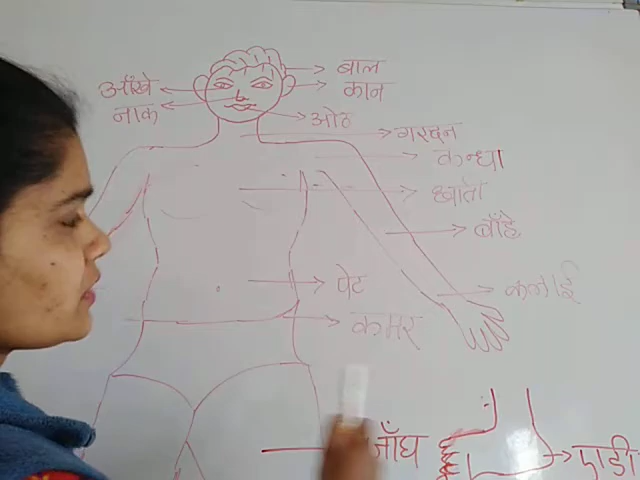 बाल
आँखे
कान
नाक
ओठ
गरदन
कन्धा
छाती
बाँहे
पेट
कलाई
कमर
जाँघ
एाडी